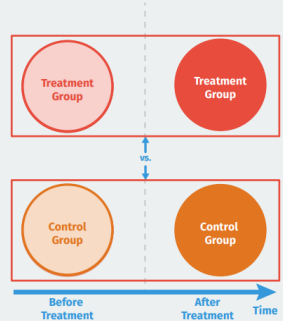 Treatment
Group
Treatment
Group
vs.
Control
Group
Control
Group
Time
Before
Treatment
After
Treatment